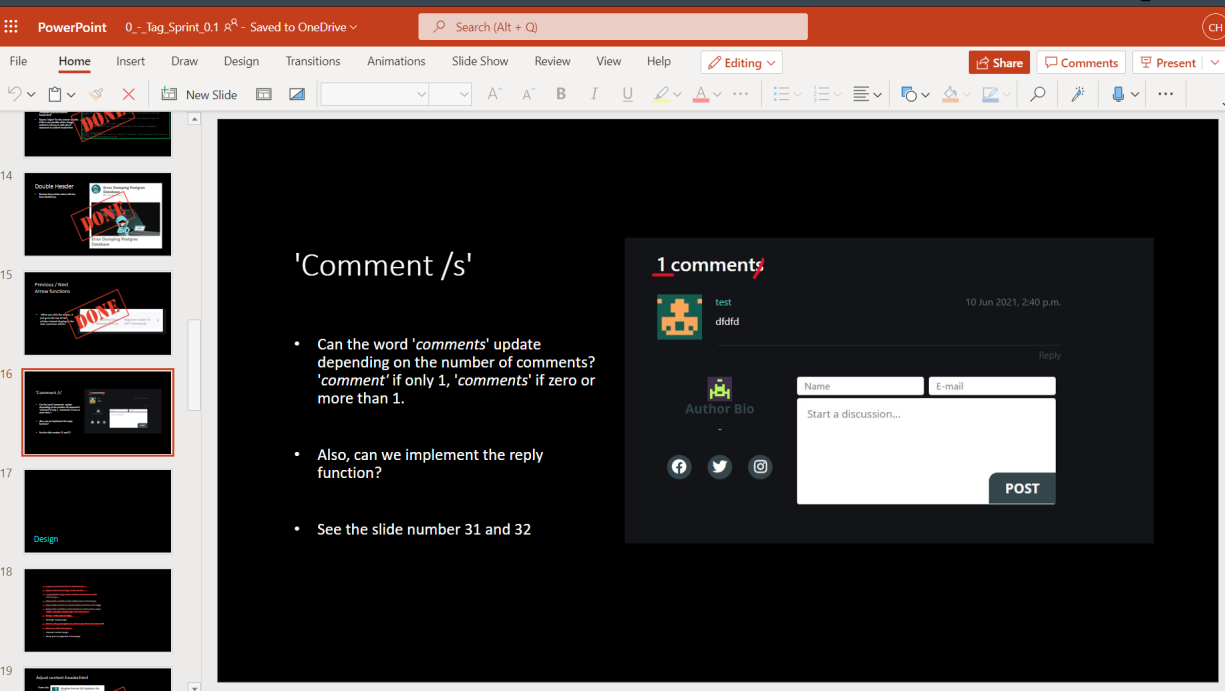 PowerPoint 0_-_Tag_Sprint_0.1 - Saved to OneDrive Search (Alt + Q) CH
File Home Insert Draw Design Transitions Animations Slide Show Review View Help Editing Share Comments Present
New Slide A A B I U A
DONE
14
Double Header
Error Dumping Postgres
Database
DONE
Error Dumping Postgres
Database
15
Previous / Next
Arrow functions
DONE
16
'Comment /s'
17
Design
18
19
Adjust content header.html
'Comment /s'
• Can the word 'comments' update
depending on the number of comments?
'comment' if only 1, 'comments' if zero or
more than 1.
• Also, can we implement the reply
function?
• See the slide number 31 and 32
1 comments
test 10 Jun 2021, 2:40 p.m.
dfdfd
Reply
Author Bio
-
Name E-mail
Start a discussion...
POST